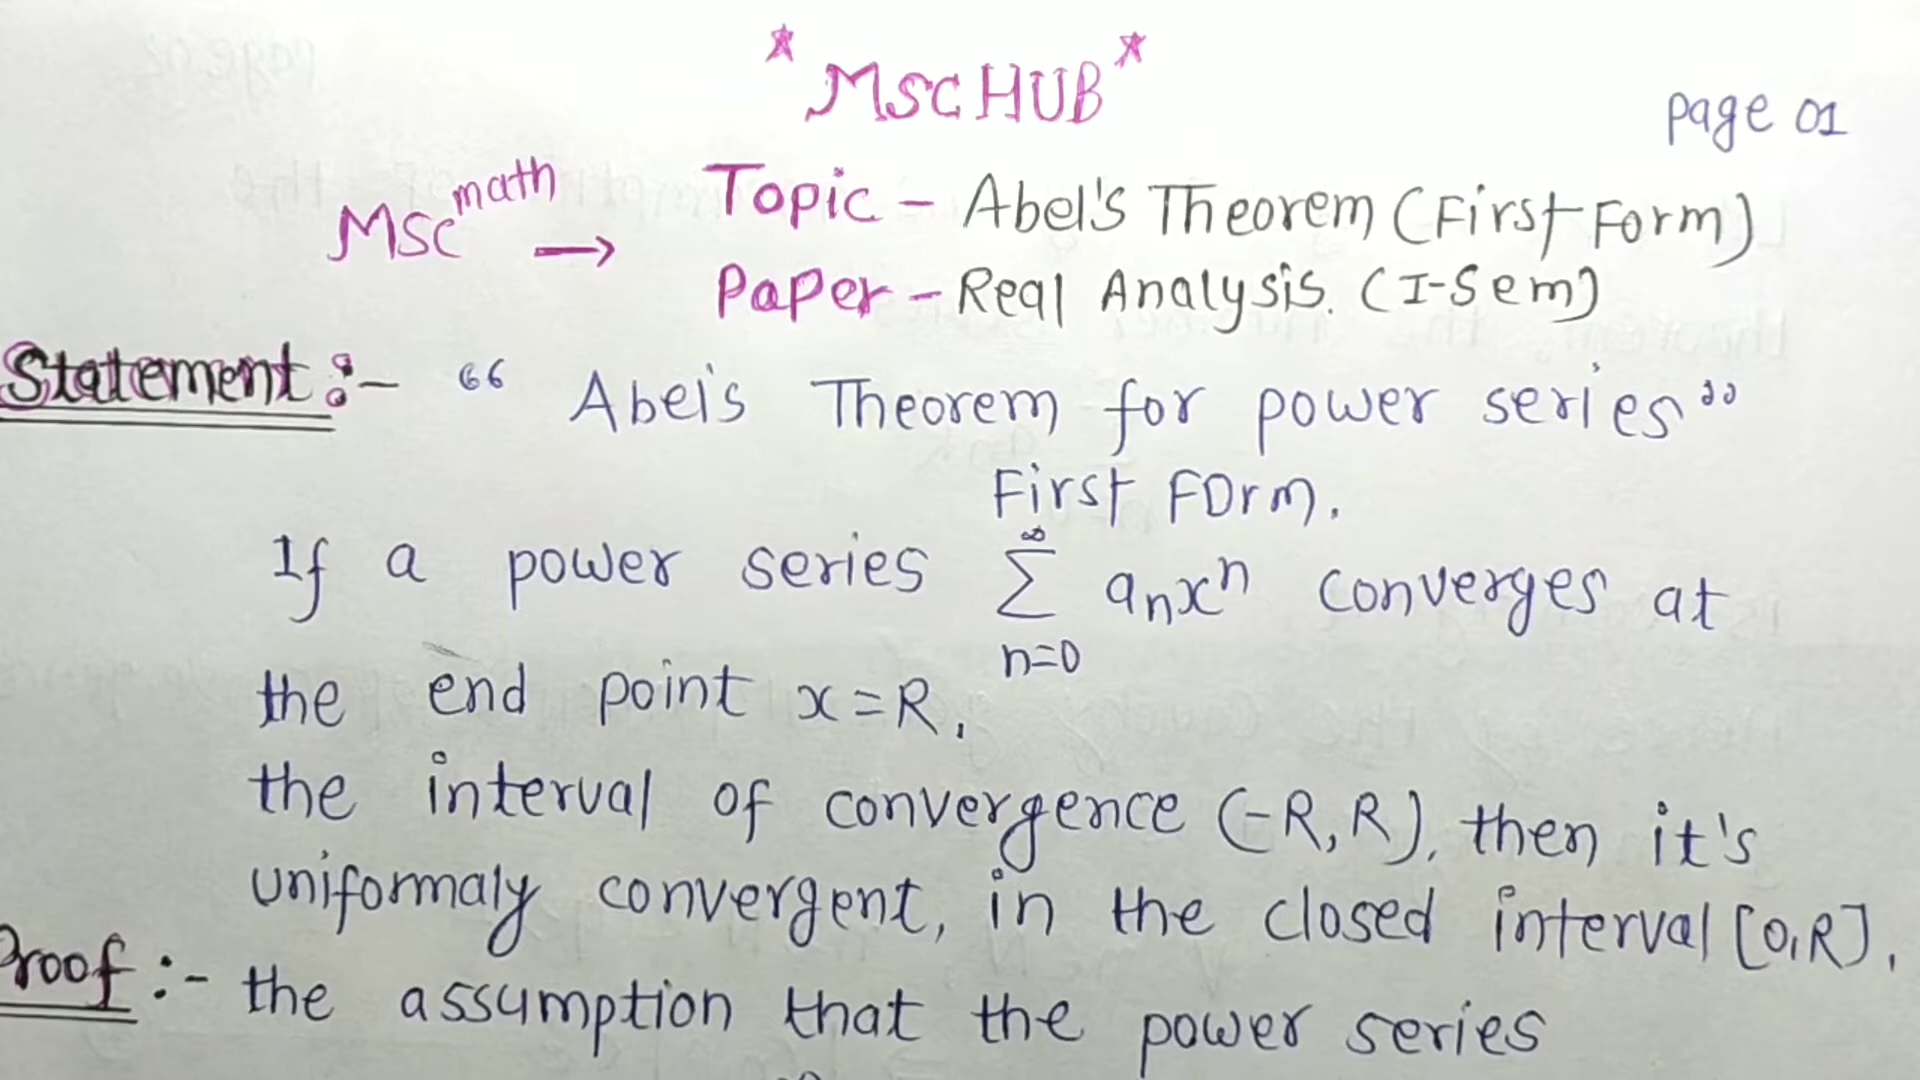 * MSC HUB *
page 01
MSC math → Topic - Abel's Theorem (First Form)
Paper - Real Analysis. (I-Sem)
Statement :- “ Abel's Theorem for power series ”
First Form.
If a power series ∑_{n=0}^{∞} aₙxⁿ converges at
the end point x=R,
the interval of convergence (-R,R), then it's
uniformaly convergent, in the closed interval [0,R].
Proof :- the assumption that the power series